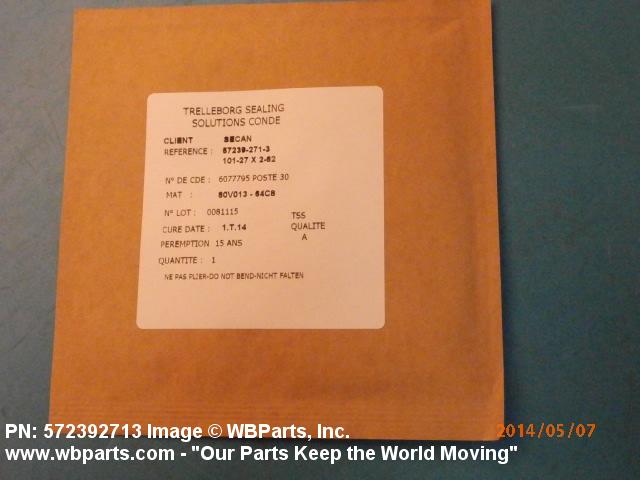 TRELLEBORG SEALING
SOLUTIONS CONDE
CLIENT SECAN
REFERENCE : 57239-271-3
101-27 X 2-62
N° DE CDE : 6077795 POSTE 30
MAT : 80V013 - 64C8
N° LOT : 0081115
TSS
CURE DATE : 1.T.14 QUALITE
A
PEREMPTION 15 ANS
QUANTITE : 1
NE PAS PLIER-DO NOT BEND-NICHT FALTEN
PN: 572392713 Image © WBParts, Inc.
2014/05/07
www.wbparts.com - "Our Parts Keep the World Moving"